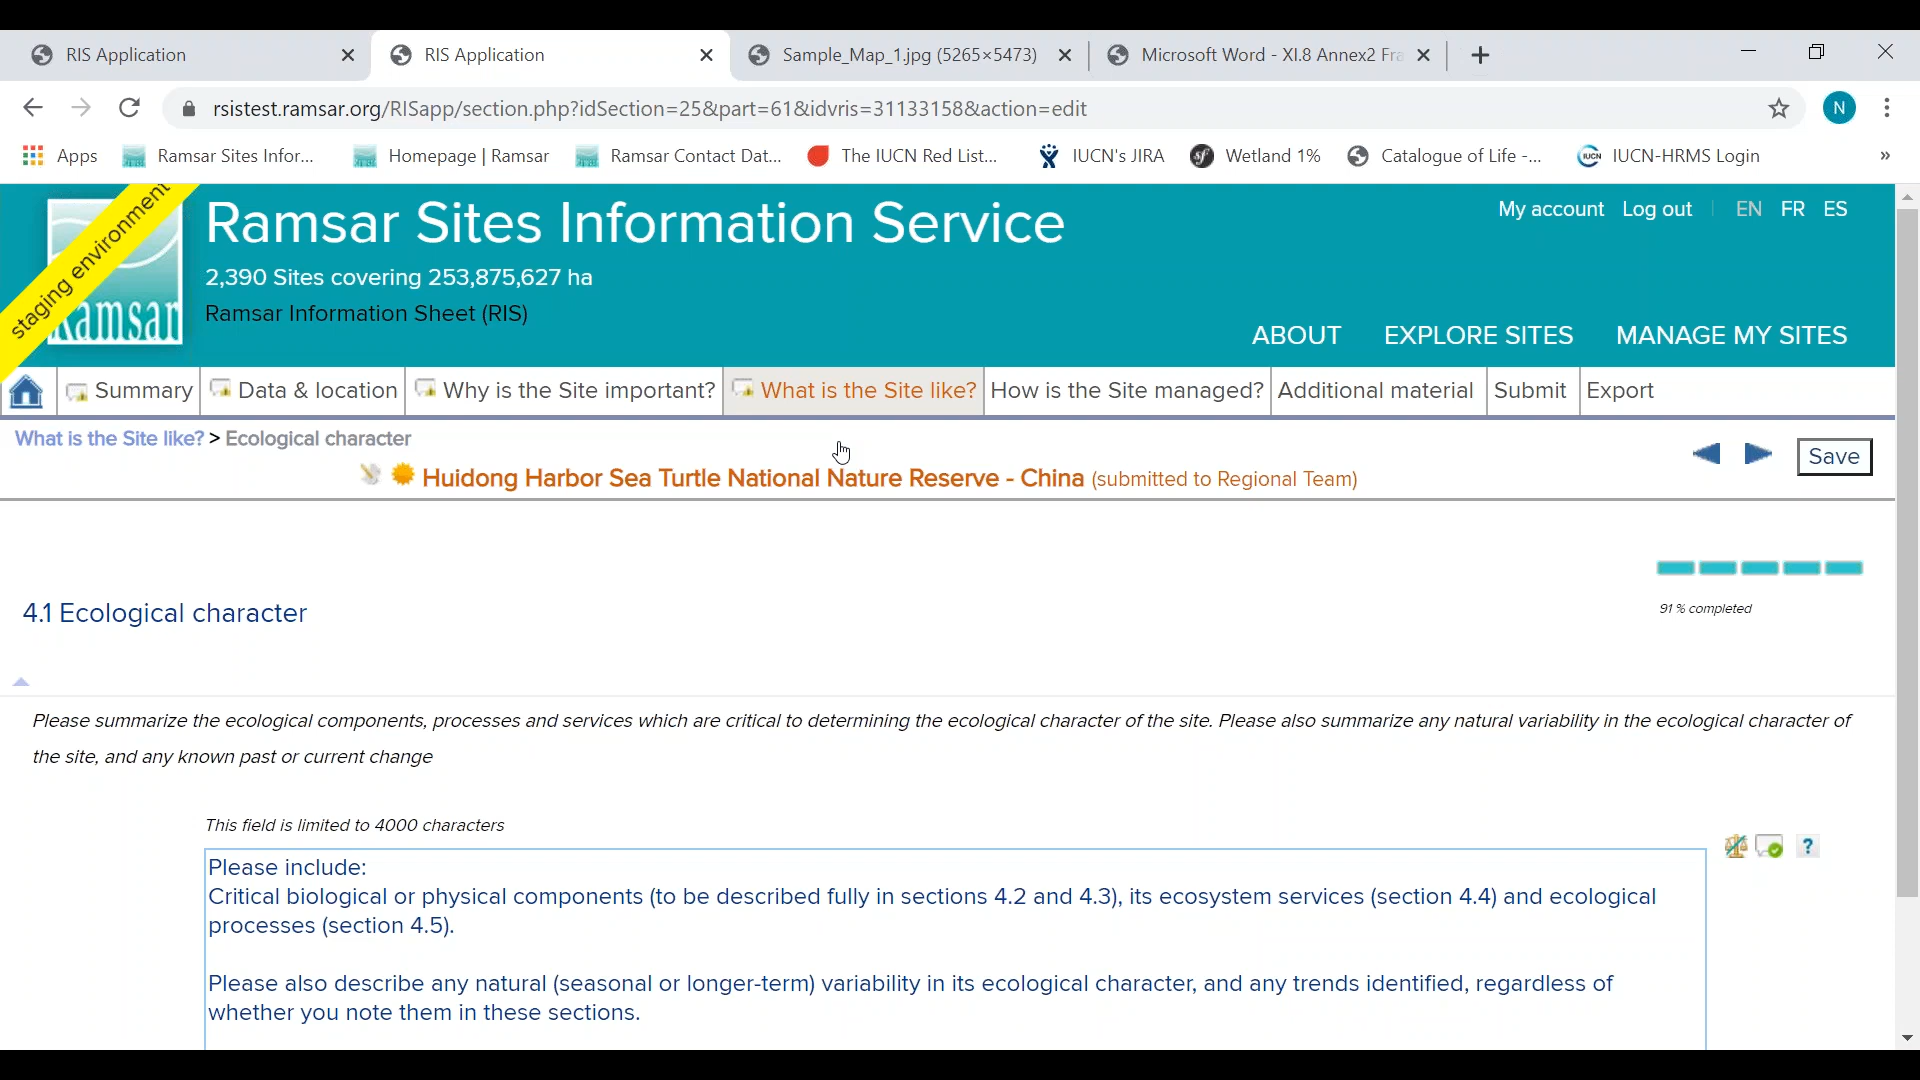 RIS Application
RIS Application
Sample_Map_1.jpg (5265×5473)
Microsoft Word - XI.8 Annex2 Fra
rsistest.ramsar.org/RISapp/section.php?idSection=25&part=61&idvris=31133158&action=edit
N
Apps
Ramsar Sites Infor...
Homepage | Ramsar
Ramsar Contact Dat...
The IUCN Red List...
IUCN's JIRA
Wetland 1%
Catalogue of Life -...
IUCN-HRMS Login
»
staging environment
Ramsar
Ramsar Sites Information Service
2,390 Sites covering 253,875,627 ha
Ramsar Information Sheet (RIS)
My account Log out | EN FR ES
ABOUT EXPLORE SITES MANAGE MY SITES
Summary
Data & location
Why is the Site important?
What is the Site like?
How is the Site managed?
Additional material
Submit
Export
What is the Site like? > Ecological character
Huidong Harbor Sea Turtle National Nature Reserve - China (submitted to Regional Team)
Save
91 % completed
4.1 Ecological character
Please summarize the ecological components, processes and services which are critical to determining the ecological character of the site. Please also summarize any natural variability in the ecological character of
the site, and any known past or current change
This field is limited to 4000 characters
?
Please include:
Critical biological or physical components (to be described fully in sections 4.2 and 4.3), its ecosystem services (section 4.4) and ecological
processes (section 4.5).
Please also describe any natural (seasonal or longer-term) variability in its ecological character, and any trends identified, regardless of
whether you note them in these sections.